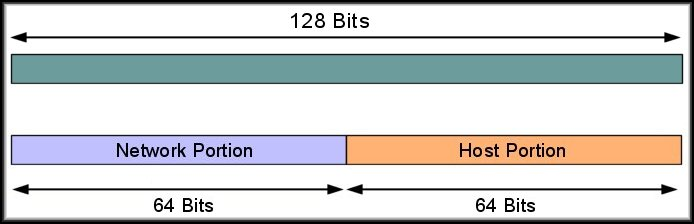 128 Bits
Network Portion
Host Portion
64 Bits
64 Bits